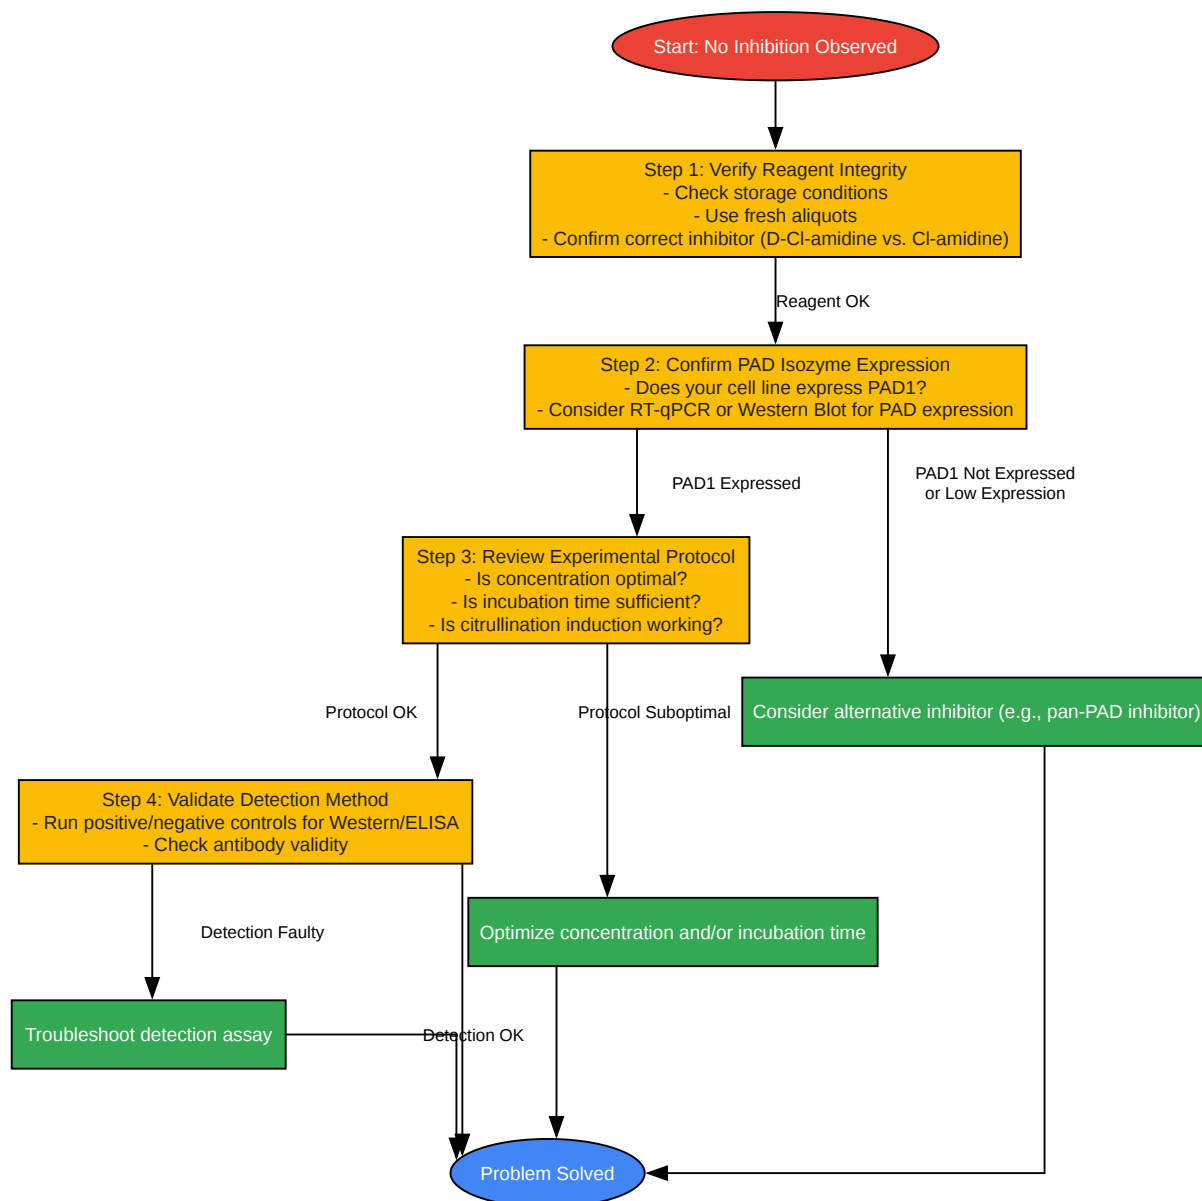 Start: No Inhibition Observed
Step 1: Verify Reagent Integrity
- Check storage conditions
- Use fresh aliquots
- Confirm correct inhibitor (D-Cl-amidine vs. Cl-amidine)
Reagent OK
Step 2: Confirm PAD Isozyme Expression
- Does your cell line express PAD1?
- Consider RT-qPCR or Western Blot for PAD expression
PAD1 Expressed
PAD1 Not Expressed
or Low Expression
Step 3: Review Experimental Protocol
- Is concentration optimal?
- Is incubation time sufficient?
- Is citrullination induction working?
Protocol OK
Protocol Suboptimal
Consider alternative inhibitor (e.g., pan-PAD inhibitor)
Step 4: Validate Detection Method
- Run positive/negative controls for Western/ELISA
- Check antibody validity
Detection Faulty
Optimize concentration and/or incubation time
Troubleshoot detection assay
Detection OK
Problem Solved